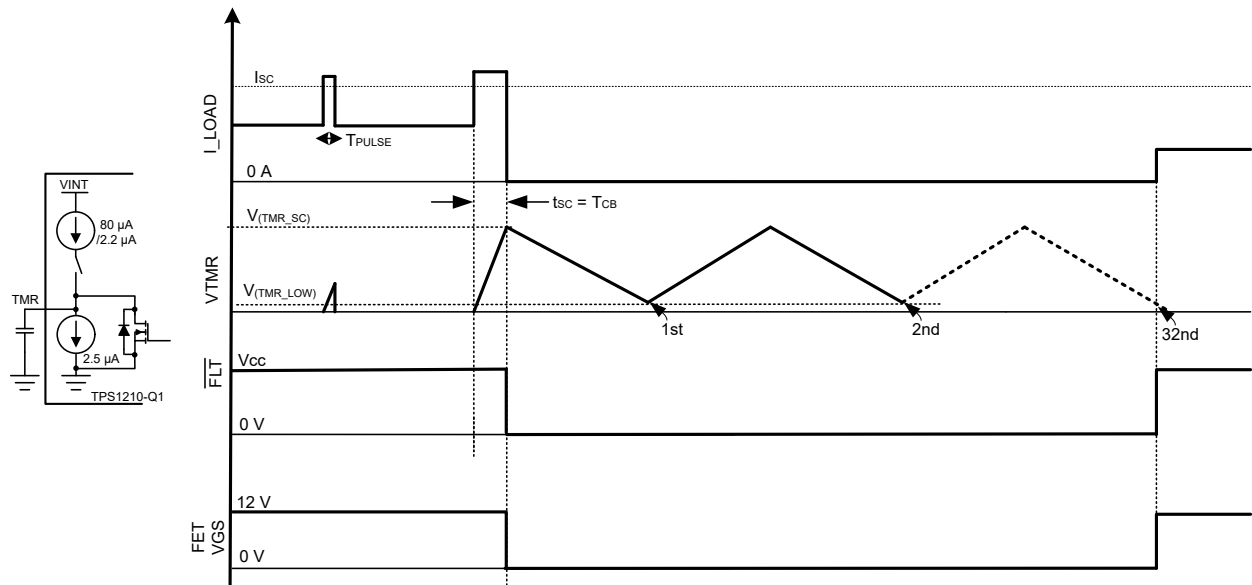 I_LOAD
ISC
TPULSE
0 A
tSC = TCB
VINT
80 µA
/2.2 µA
TMR
2.5 µA
TPS1210-Q1
VTMR
V(TMR_SC)
V(TMR_LOW)
1st
2nd
32nd
FLT
Vcc
0 V
FET
VGS
12 V
0 V